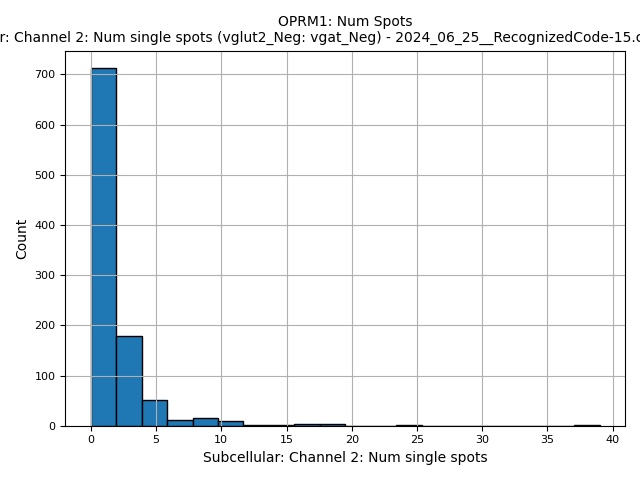 OPRM1: Num Spots
r: Channel 2: Num single spots (vglut2_Neg: vgat_Neg) - 2024_06_25__RecognizedCode-15.c
700
600
500
400
300
200
100
0
Count
0 5 10 15 20 25 30 35 40
Subcellular: Channel 2: Num single spots